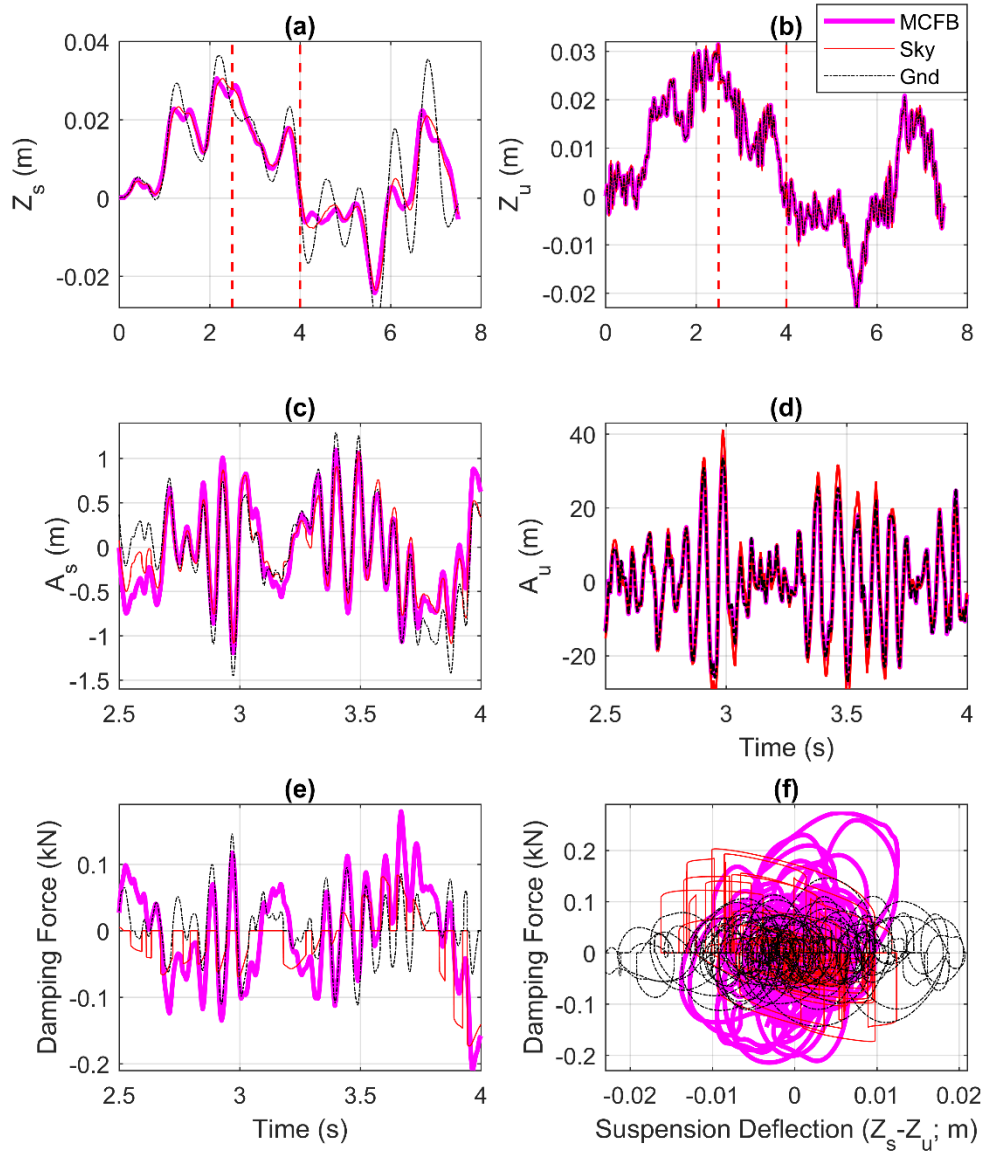 (a)
Z_s (m)
0.04
0.02
0
-0.02
0 2 4 6 8
(b)
MCFB
Sky
Gnd
Z_u (m)
0.03
0.02
0.01
0
-0.01
0.02
0 2 4 6 8
(c)
A_s (m)
1
0.5
0
-0.5
-1
-1.5
2.5 3 3.5 4
(d)
A_u (m)
40
20
0
-20
2.5 3 3.5 4
Time (s)
(e)
Damping Force (kN)
0.1
0
-0.1
-0.2
2.5 3 3.5 4
Time (s)
(f)
Damping Force (kN)
0.2
0.1
0
-0.1
-0.2
-0.02 -0.01 0 0.01 0.02
Suspension Deflection (Z_s-Z_u; m)